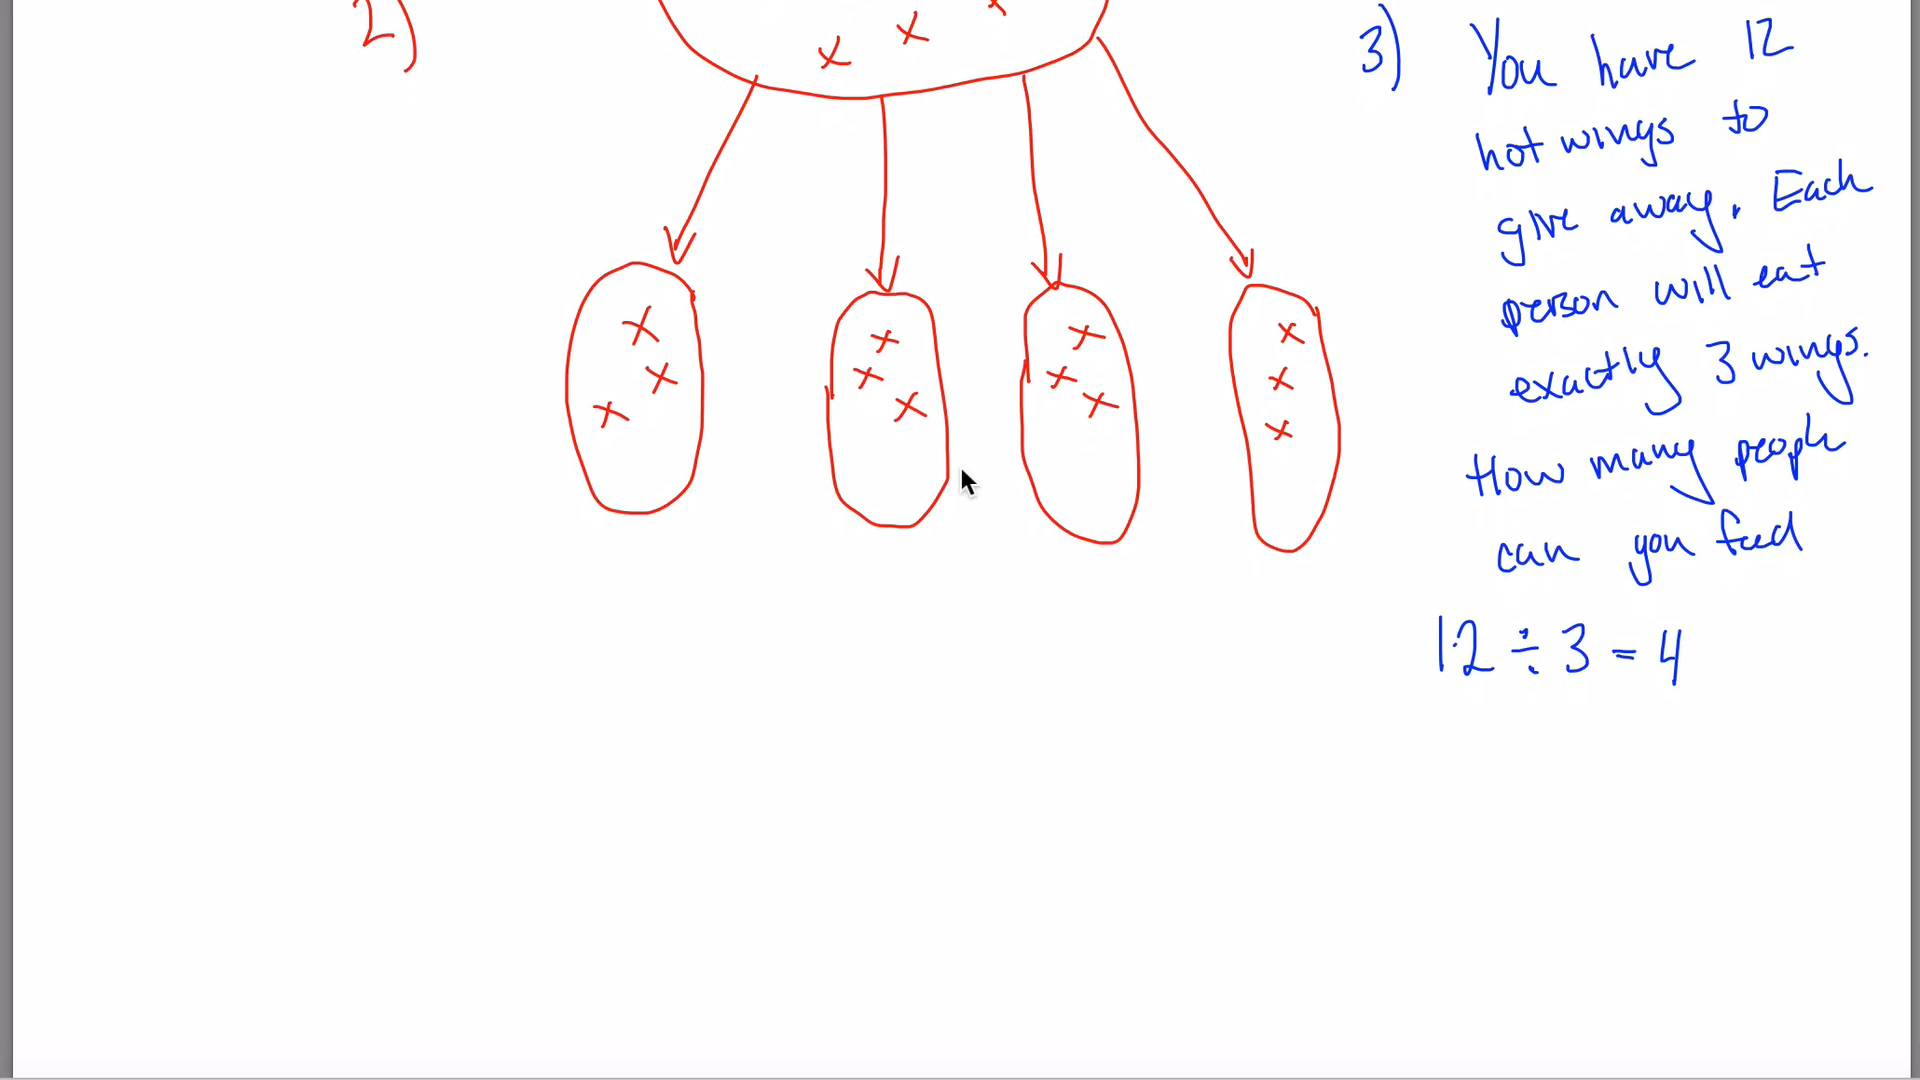 2)
x x x
x x x
x x x
x x x
x x x
3) You have 12
hot wings to
give away. Each
person will eat
exactly 3 wings.
How many people
can you feed
12 ÷ 3 = 4